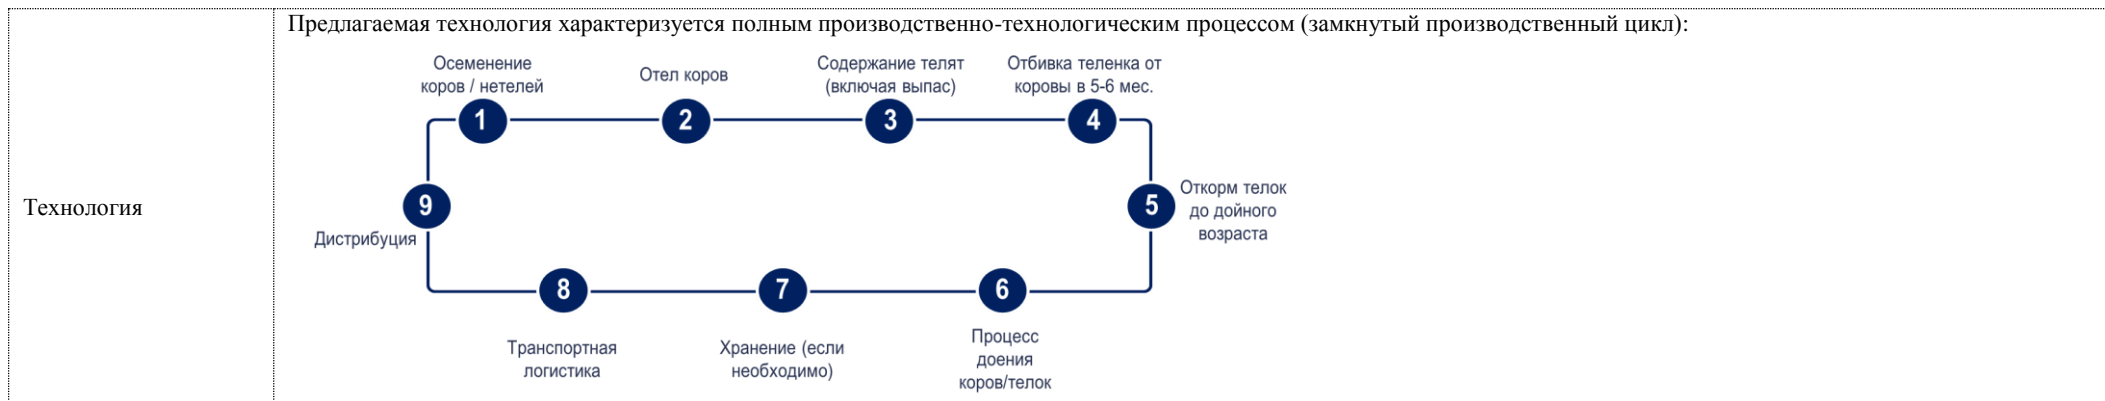 Технология
Предлагаемая технология характеризуется полным производственно-технологическим процессом (замкнутый производственный цикл):
Осеменение
коров / нетелей
1
Отел коров
2
Содержание телят
(включая выпас)
3
Отбивка теленка от
коровы в 5-6 мес.
4
5
Откорм телок
до дойного
возраста
6
Процесс
доения
коров/телок
7
Хранение (если
необходимо)
8
Транспортная
логистика
9
Дистрибуция